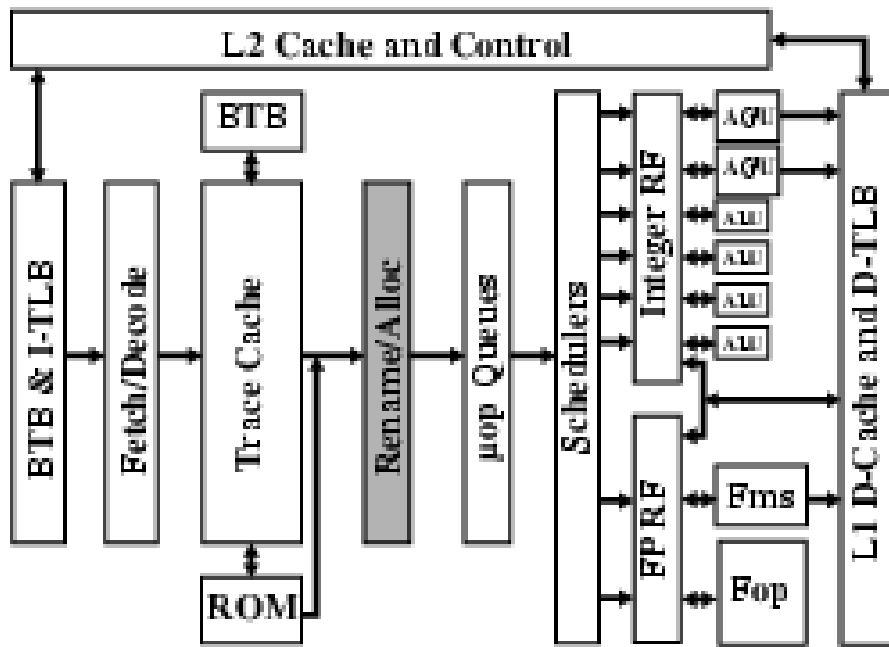 L2 Cache and Control
BTB & I-TLB
Fetch/Decode
BTB
Trace Cache
ROM
Rename/Alloc
µop Queues
Schedulers
Integer RF
FP RF
AGU
AGU
ALU
ALU
ALU
ALU
Fms
Fop
L1 D-Cache and D-TLB